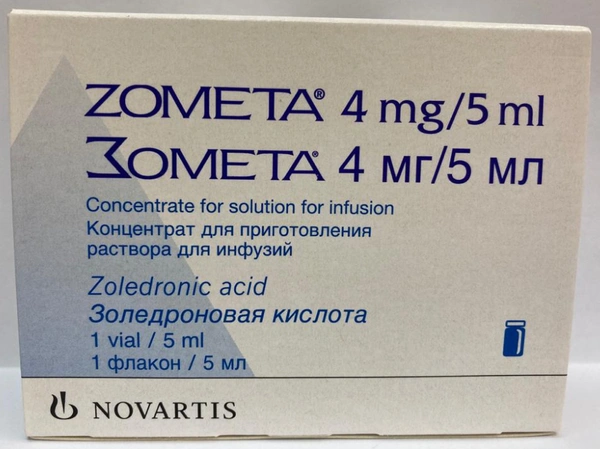 ZOMETA® 4 mg/5 ml
ЗОМЕТА® 4 мг/5 мл
Concentrate for solution for infusion
Концентрат для приготовления
раствора для инфузий
Zoledronic acid
Золедроновая кислота
1 vial / 5 ml
1 флакон / 5 мл
NOVARTIS